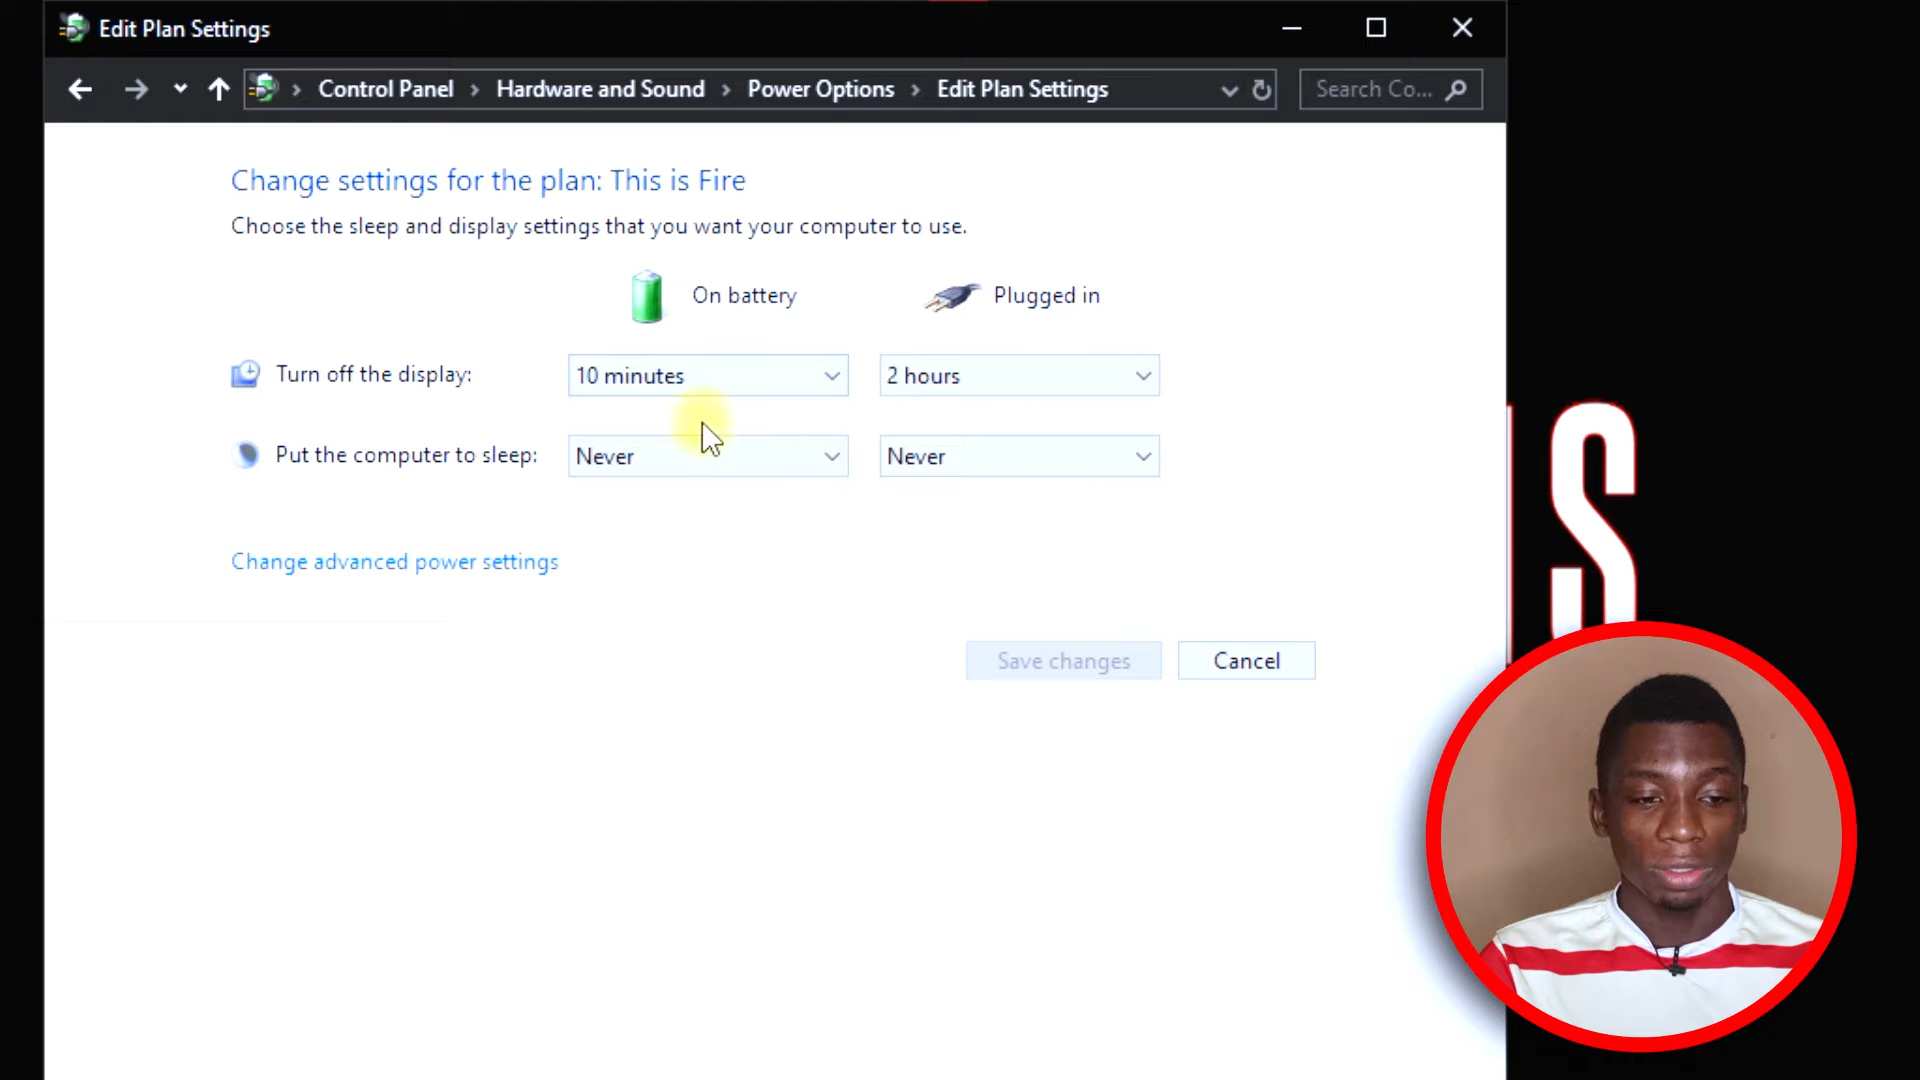 Edit Plan Settings
Control Panel > Hardware and Sound > Power Options > Edit Plan Settings
Search Co...
Change settings for the plan: This is Fire
Choose the sleep and display settings that you want your computer to use.
On battery
Plugged in
Turn off the display:
10 minutes
2 hours
Put the computer to sleep:
Never
Never
Change advanced power settings
Save changes
Cancel
S